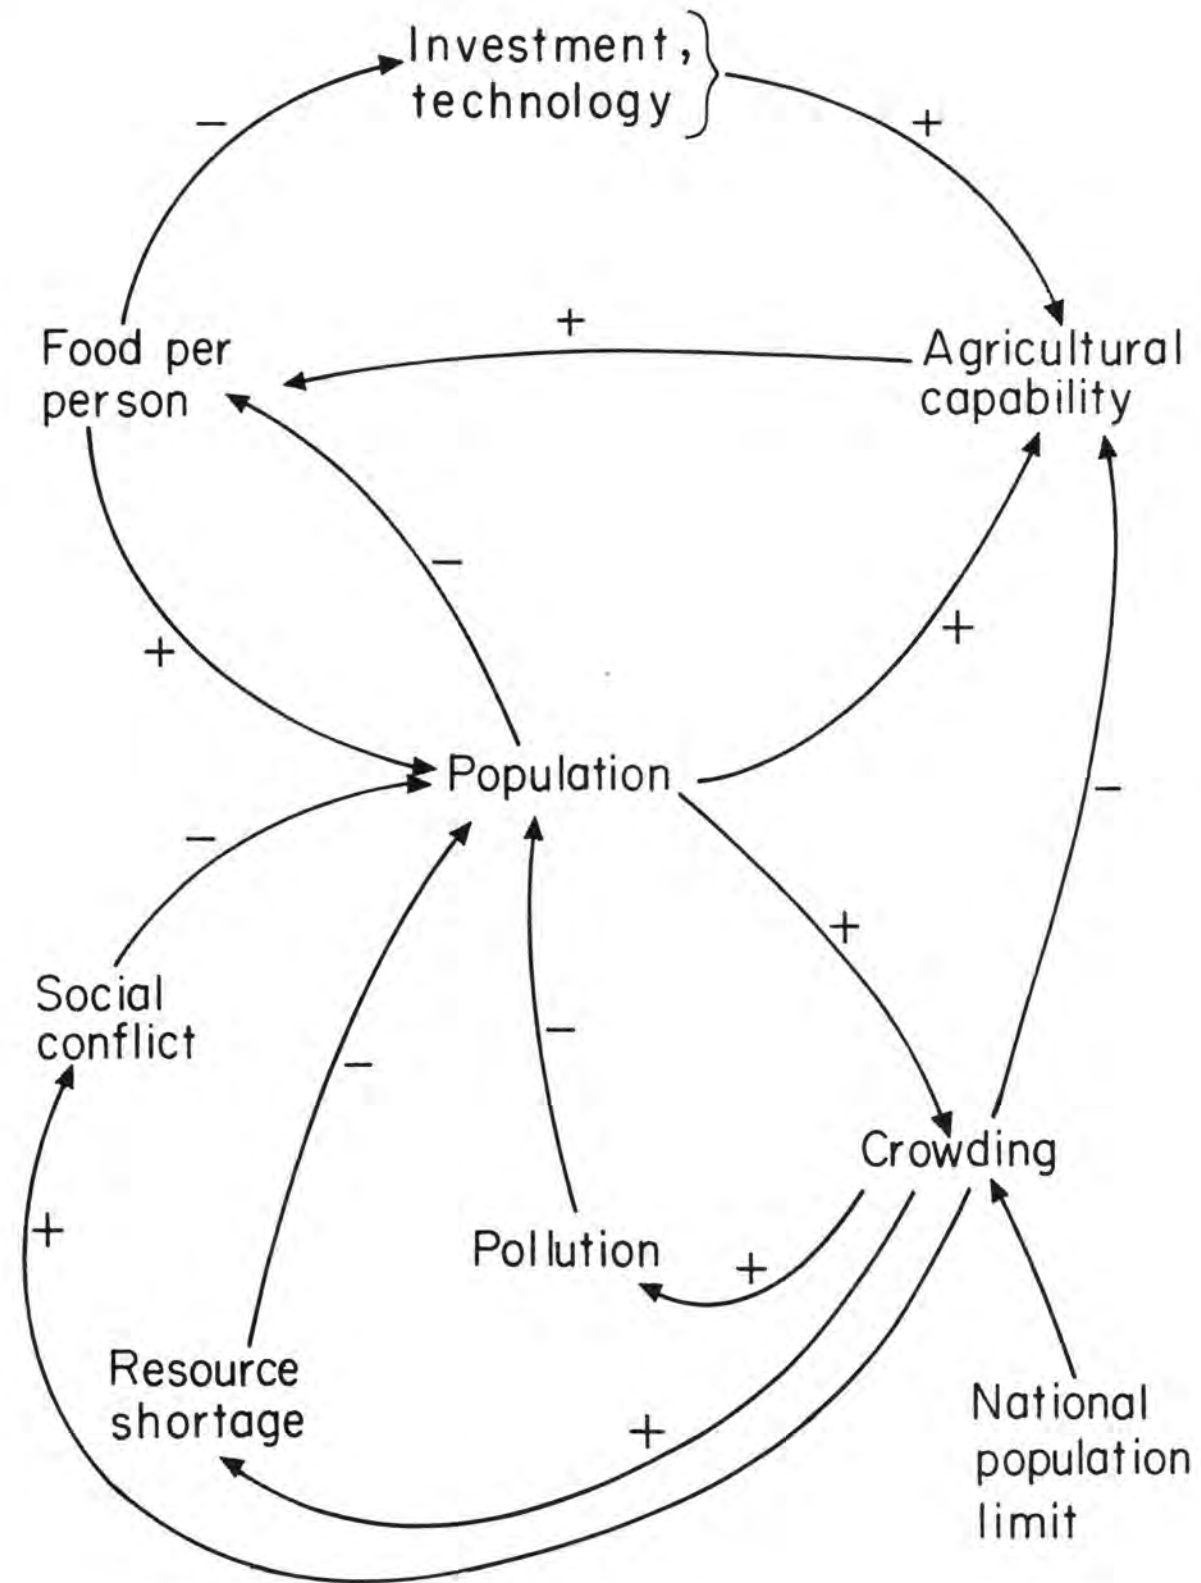 Investment,
technology
−
+
+
Food per
person
Agricultural
capability
−
+
+
Population
−
−
+
Social
conflict
−
−
Crowding
+
Pollution
+
Resource
shortage
+
National
population
limit